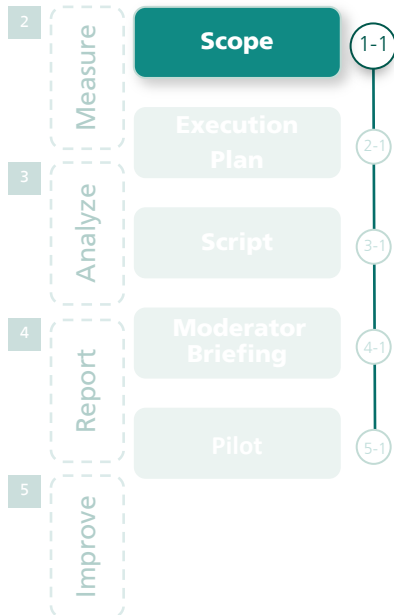 2
Measure
3
Analyze
4
Report
5
Improve
Scope
1-1
Execution
Plan
2-1
Script
3-1
Moderator
Briefing
4-1
Pilot
5-1